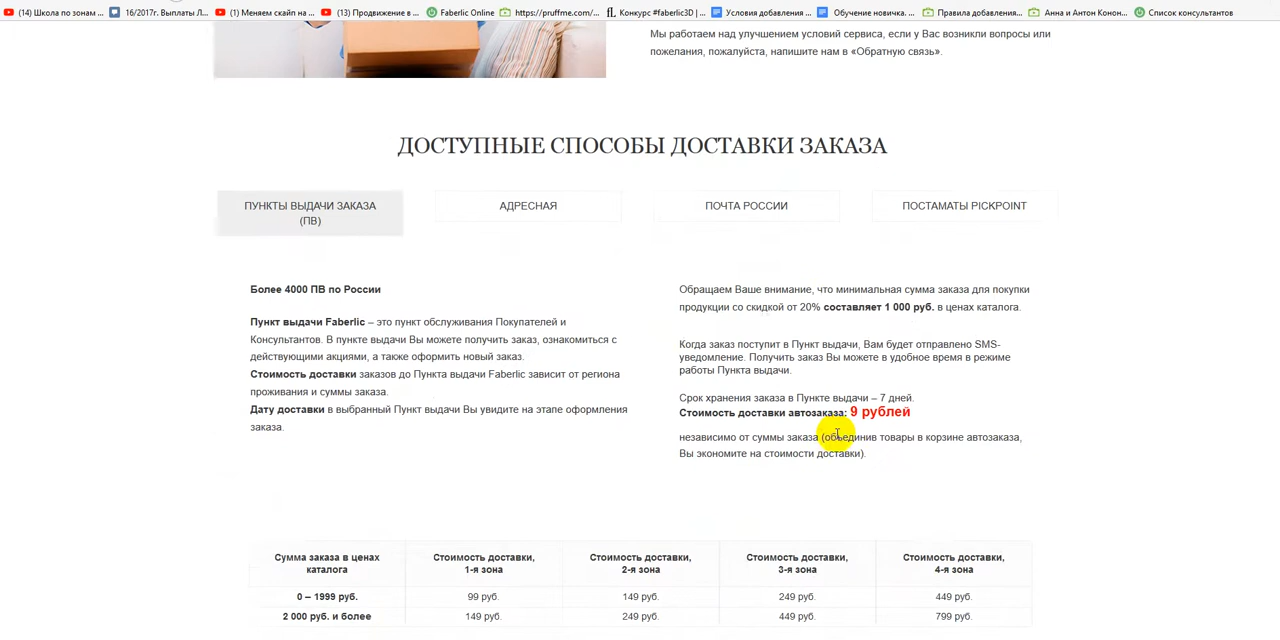 (14) Школа по зонам ...
16/2017г. Выплаты Л...
(1) Меняем скайп на ...
(13) Продвижение в ...
Faberlic Online
https://pruffme.com/...
Конкурс #faberlic3D | ...
Условия добавления ...
Обучение новичка. ...
Правила добавления...
Анна и Антон Конон...
Список консультантов
Мы работаем над улучшением условий сервиса, если у Вас возникли вопросы или
пожелания, пожалуйста, напишите нам в «Обратную связь».
ДОСТУПНЫЕ СПОСОБЫ ДОСТАВКИ ЗАКАЗА
ПУНКТЫ ВЫДАЧИ ЗАКАЗА
(ПВ)
АДРЕСНАЯ
ПОЧТА РОССИИ
ПОСТАМАТЫ PICKPOINT
Более 4000 ПВ по России
Пункт выдачи Faberlic – это пункт обслуживания Покупателей и
Консультантов. В пункте выдачи Вы можете получить заказ, ознакомиться с
действующими акциями, а также оформить новый заказ.
Стоимость доставки заказов до Пункта выдачи Faberlic зависит от региона
проживания и суммы заказа.
Дату доставки в выбранный Пункт выдачи Вы увидите на этапе оформления
заказа.
Обращаем Ваше внимание, что минимальная сумма заказа для покупки
продукции со скидкой от 20% составляет 1 000 руб. в ценах каталога.
Когда заказ поступит в Пункт выдачи, Вам будет отправлено SMS-
уведомление. Получить заказ Вы можете в удобное время в режиме
работы Пункта выдачи.
Срок хранения заказа в Пункте выдачи – 7 дней.
Стоимость доставки автозаказа: 9 рублей
независимо от суммы заказа (объединив товары в корзине автозаказа,
Вы экономите на стоимости доставки).
Сумма заказа в ценах каталога
Стоимость доставки, 1-я зона
Стоимость доставки, 2-я зона
Стоимость доставки, 3-я зона
Стоимость доставки, 4-я зона
0 – 1999 руб. 99 руб. 149 руб. 249 руб. 449 руб.
2 000 руб. и более 149 руб. 249 руб. 449 руб. 799 руб.